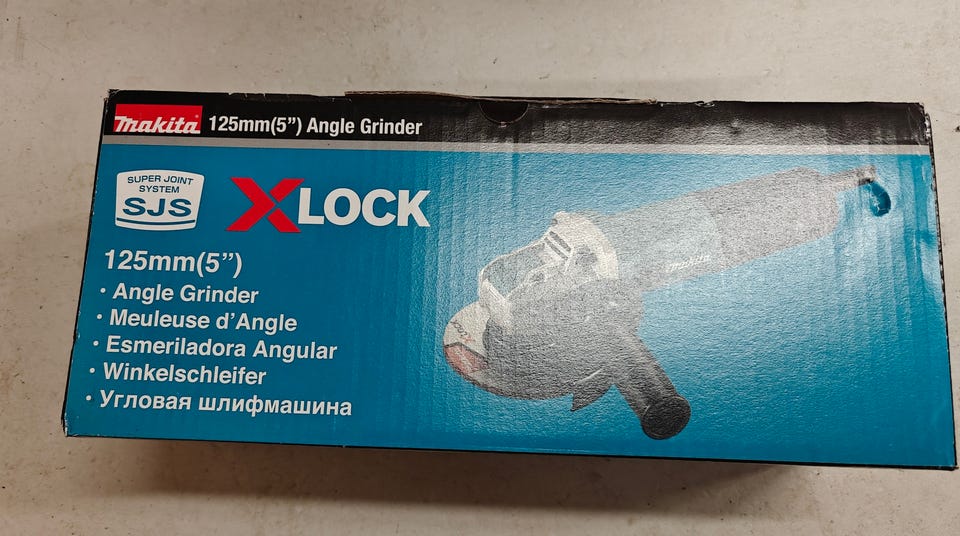 makita 125mm(5") Angle Grinder
SUPER JOINT
SYSTEM
SJS
XLOCK
125mm(5")
• Angle Grinder
• Meuleuse d'Angle
• Esmeriladora Angular
• Winkelschleifer
• Угловая шлифмашина
makita